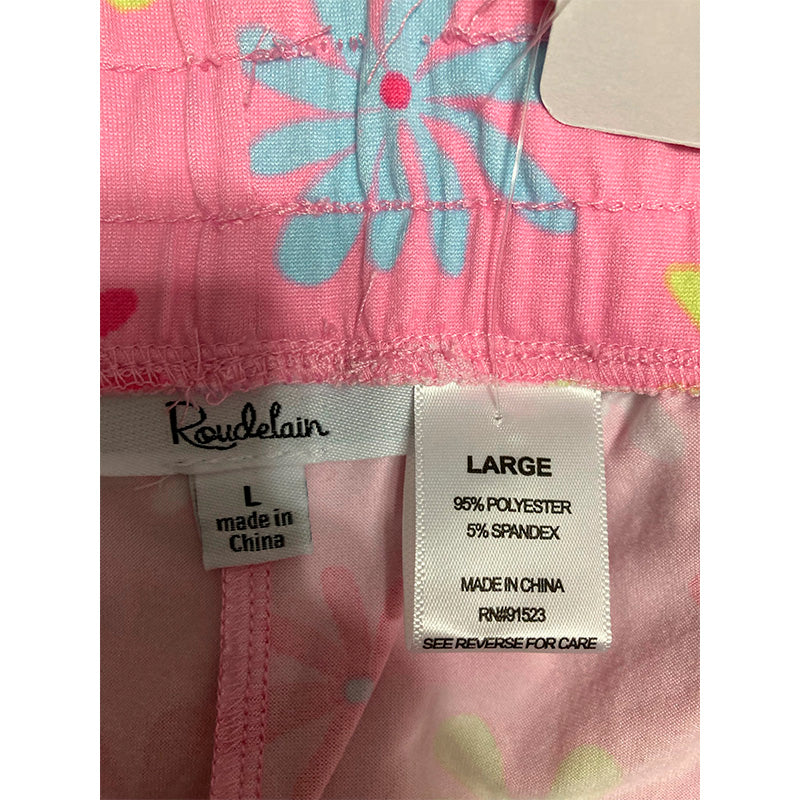 Roudelain
L
made in
China
LARGE
95% POLYESTER
5% SPANDEX
MADE IN CHINA
RN#91523
SEE REVERSE FOR CARE